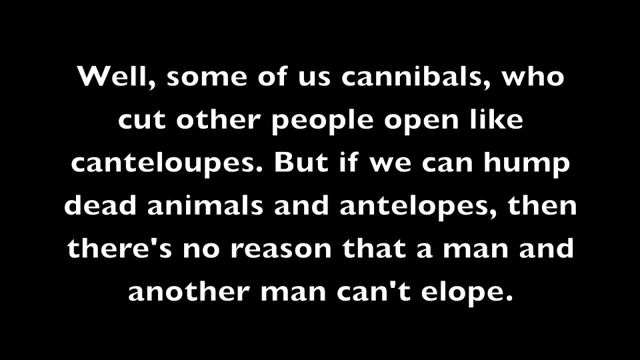 Well, some of us cannibals, who
cut other people open like
canteloupes. But if we can hump
dead animals and antelopes, then
there's no reason that a man and
another man can't elope.